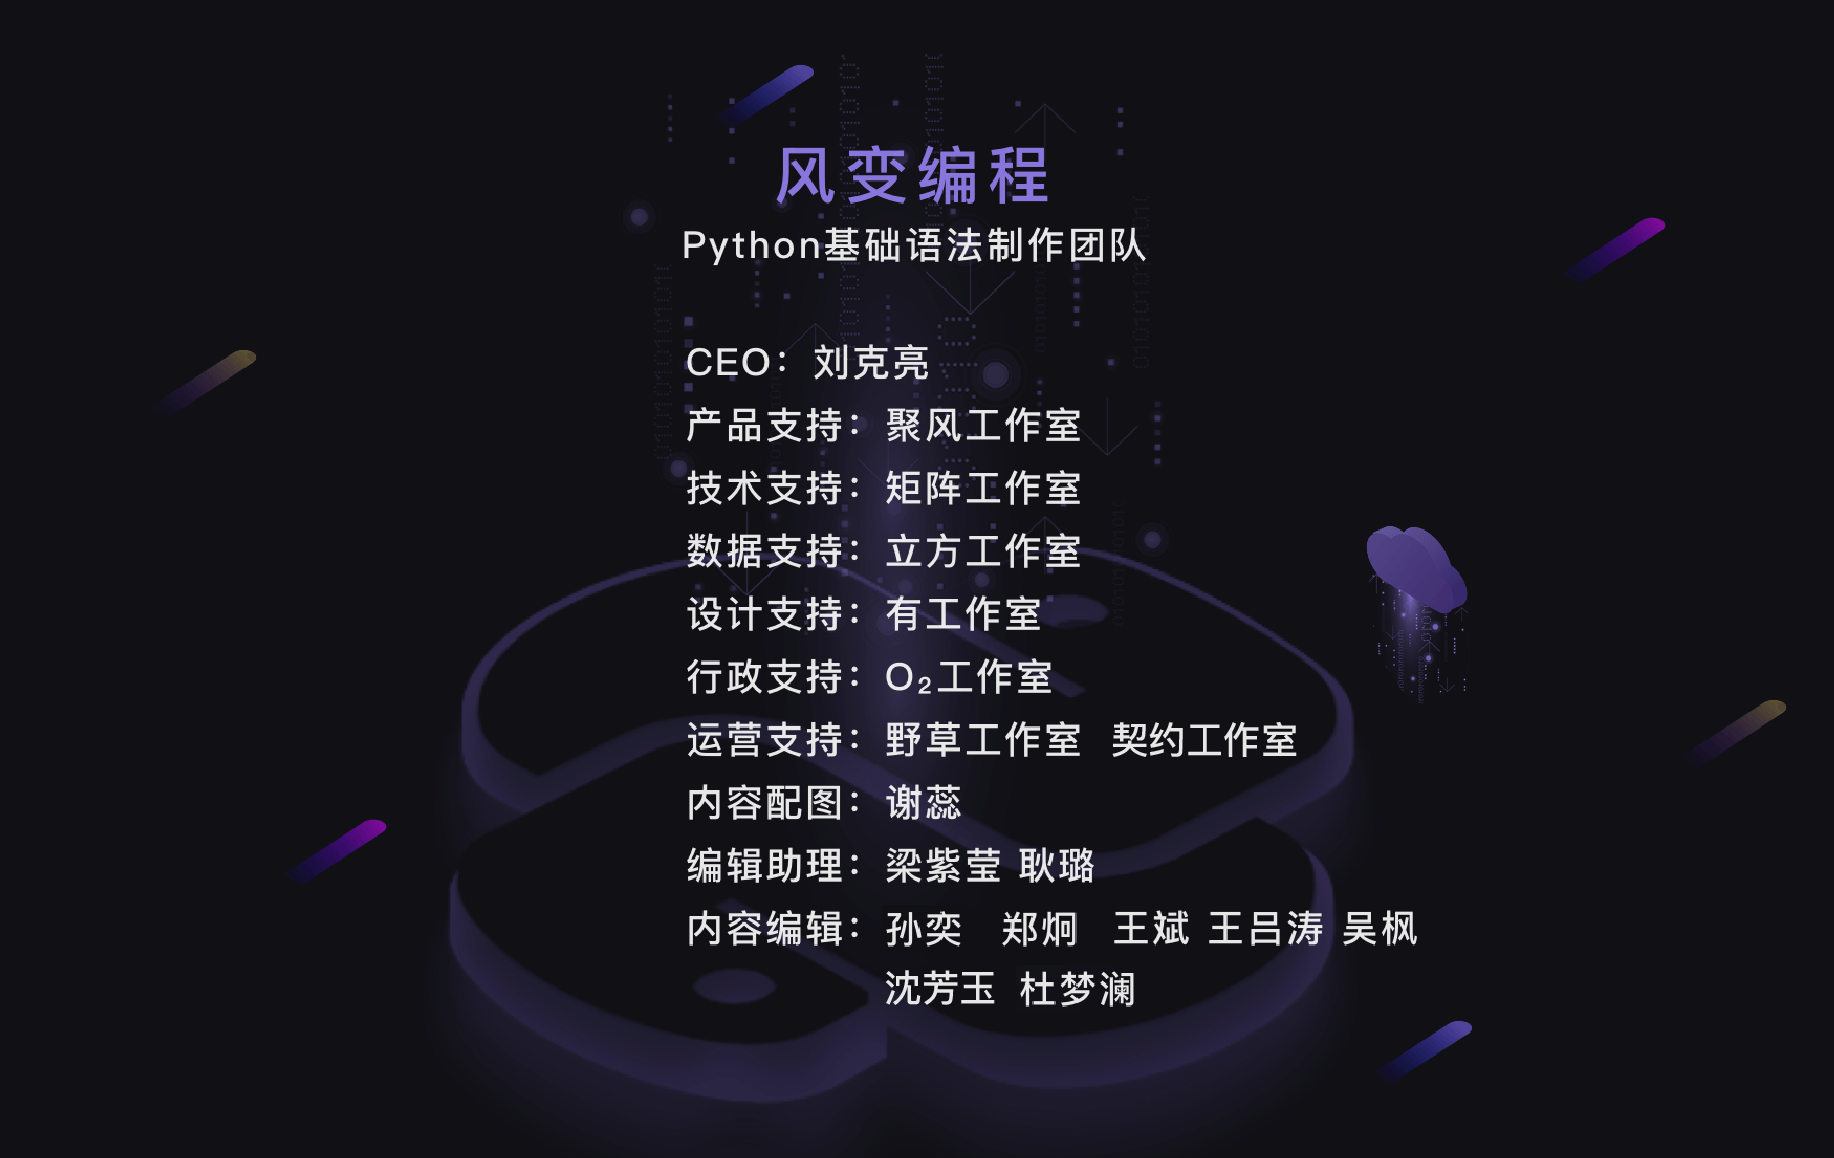 风变编程
Python基础语法制作团队
CEO：刘克亮
产品支持：聚风工作室
技术支持：矩阵工作室
数据支持：立方工作室
设计支持：有工作室
行政支持：O₂工作室
运营支持：野草工作室 契约工作室
内容配图：谢蕊
编辑助理：梁紫莹 耿璐
内容编辑：孙奕 郑炯 王斌 王吕涛 吴枫
沈芳玉 杜梦澜